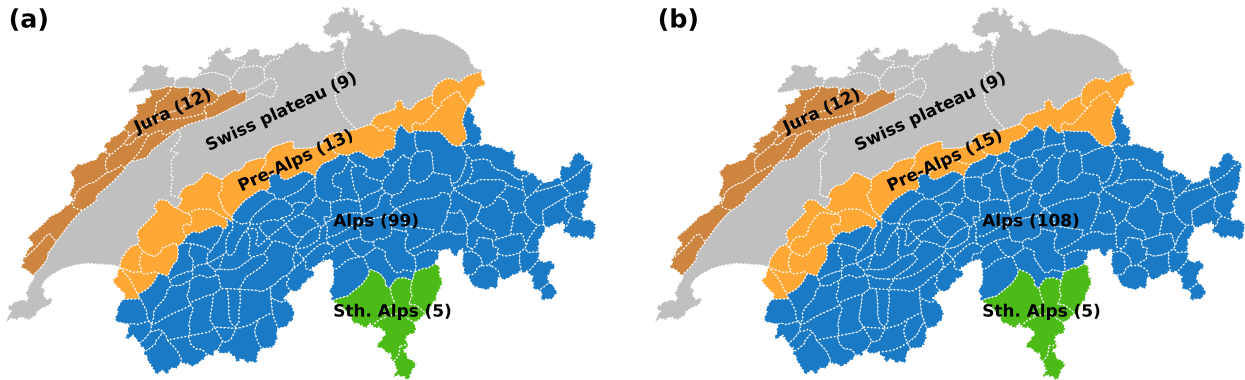 (a)
Jura (12)
Swiss plateau (9)
Pre-Alps (13)
Alps (99)
Sth. Alps (5)
(b)
Jura (12)
Swiss plateau (9)
Pre-Alps (15)
Alps (108)
Sth. Alps (5)